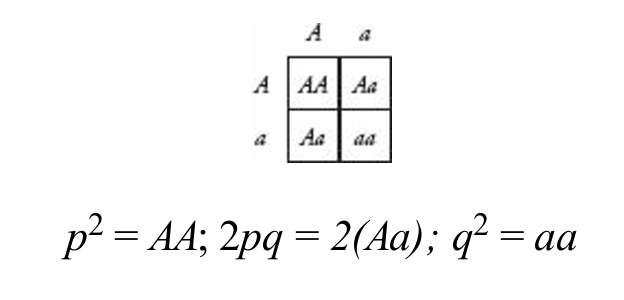 A a
A AA Aa
a Aa aa
p² = AA; 2pq = 2(Aa); q² = aa